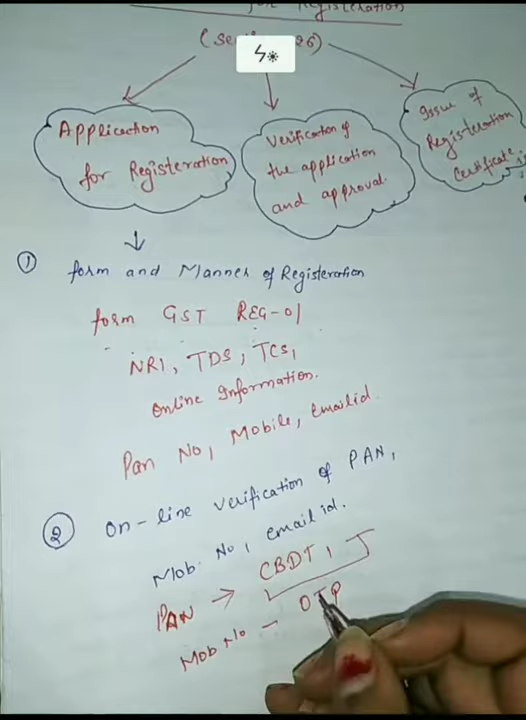 for Registeration
Application
for Registeration
Verification of
the application
and approval.
Issue of
Registeration
Certificate
① form and Manner of Registeration
form GST REG-01
NRI, TDS, TCS,
Online Information.
Pan No, Mobile, emailid.
② On-line verification of PAN,
Mob. No, email id.
PAN → CBDT,
Mob No – OTP